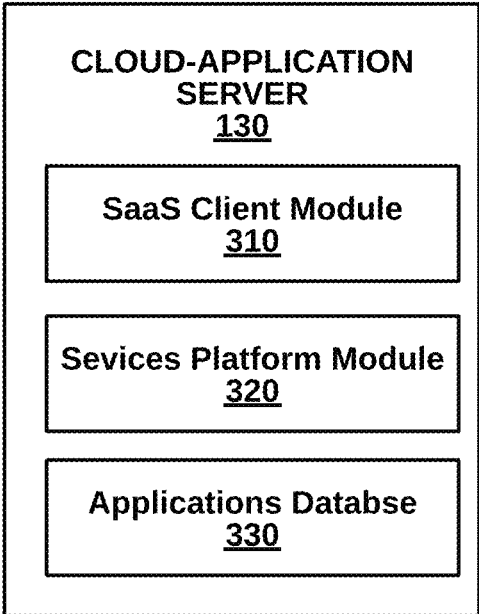 CLOUD-APPLICATION
SERVER
130
SaaS Client Module
310
Sevices Platform Module
320
Applications Databse
330